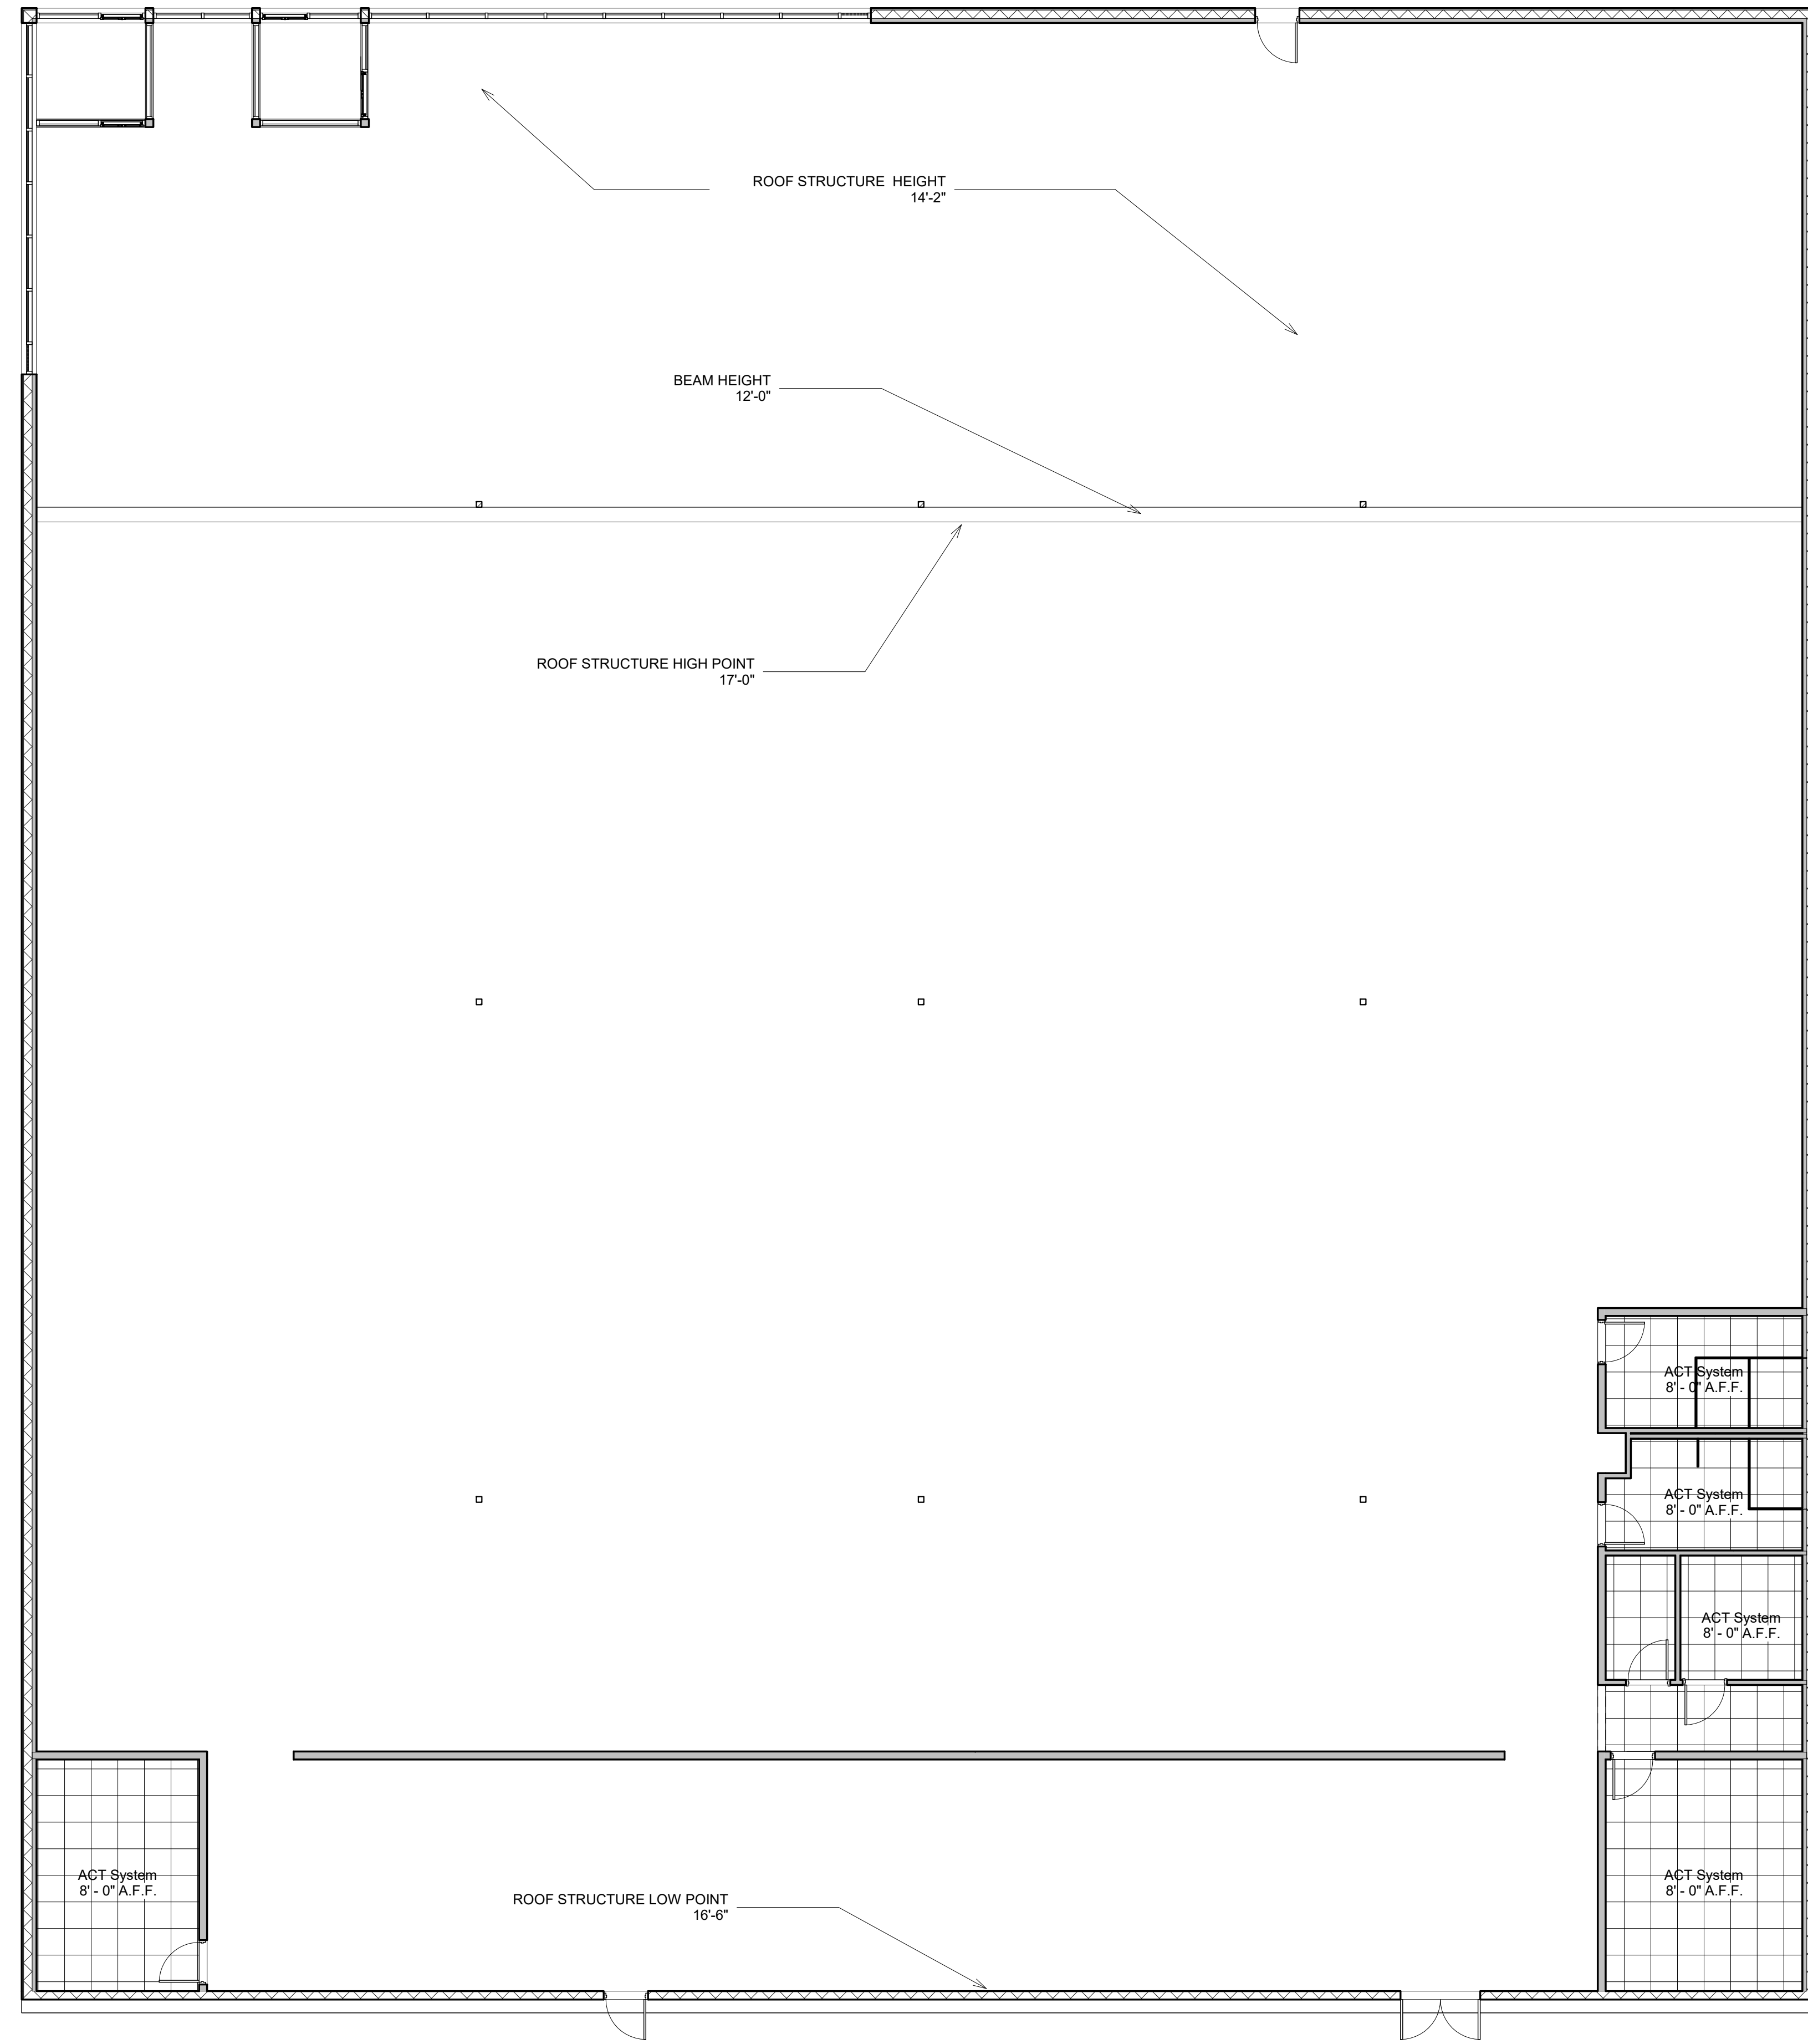 ROOF STRUCTURE  HEIGHT
14'-2"
BEAM HEIGHT
12'-0"
ROOF STRUCTURE HIGH POINT
17'-0"
ACT System
8' - 0" A.F.F.
ACT System
8' - 0" A.F.F.
ACT System
8' - 0" A.F.F.
ACT System
8' - 0" A.F.F.
ACT System
8' - 0" A.F.F.
ROOF STRUCTURE LOW POINT
16'-6"